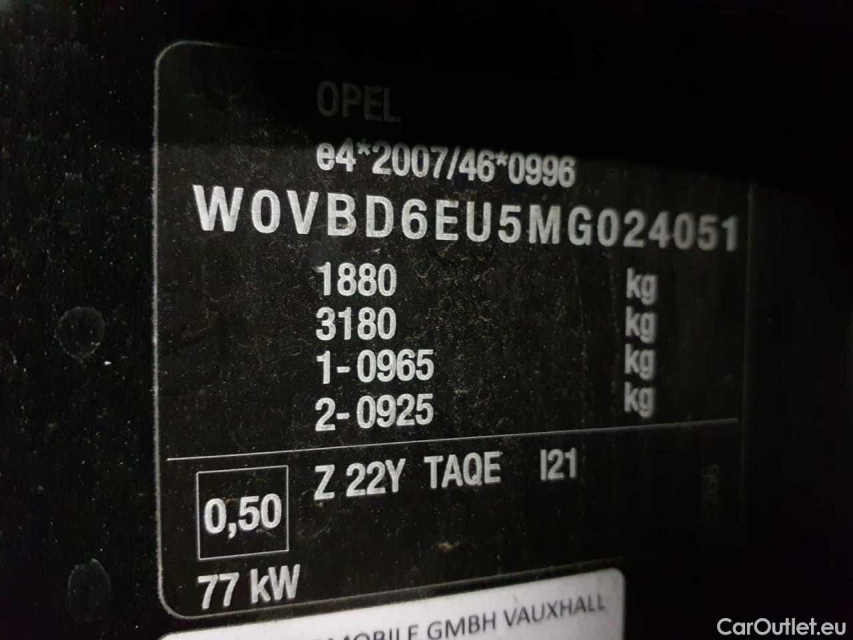 OPEL
e4*2007/46*0996
W0VBD6EU5MG024051
1880 kg
3180 kg
1-0965 kg
2-0925 kg
0,50 Z 22Y TAQE I21
77 kW
GMBH VAUXHALL
CarOutlet.eu